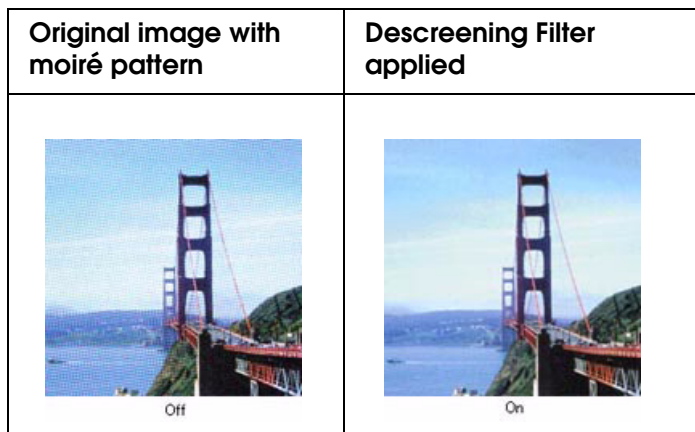 Original image with
moiré pattern
Descreening Filter
applied
Off
On